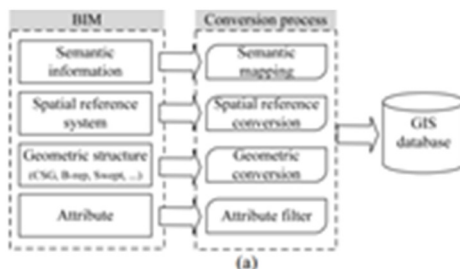 BIM
Conversion process
Semantic
information
Semantic
mapping
Spatial reference
system
Spatial reference
conversion
Geometric structure
(CSG, B-rep, Swept, ...)
Geometric
conversion
Attribute
Attribute filter
GIS
database
(a)